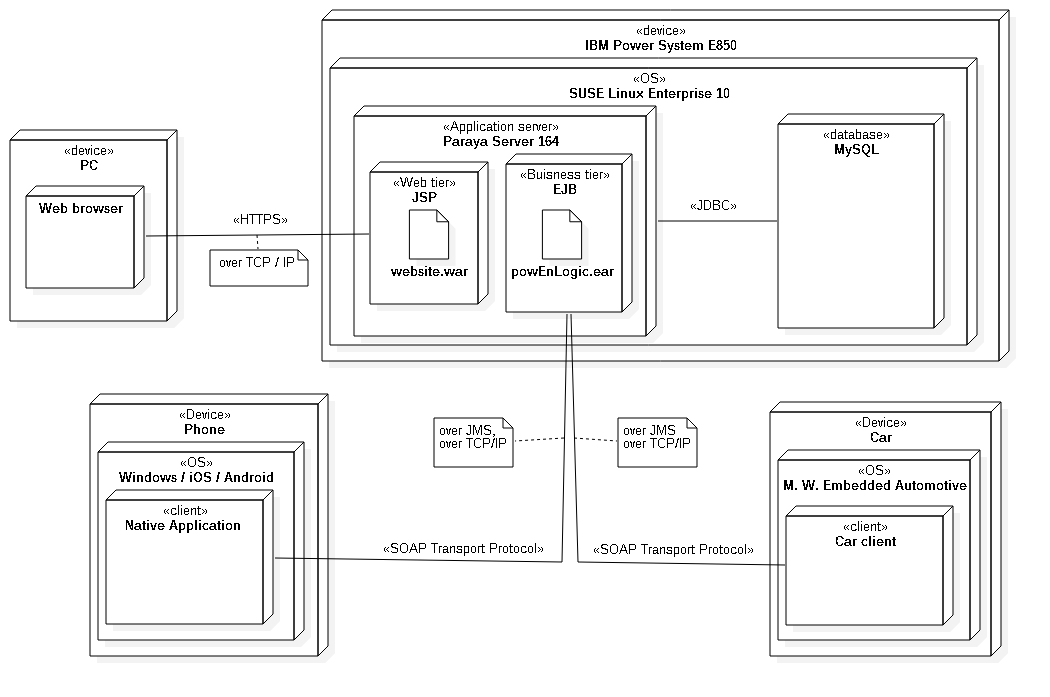 «device»
IBM Power System E850
«OS»
SUSE Linux Enterprise 10
«Application server»
Paraya Server 164
«Web tier»
JSP
website.war
«Buisness tier»
EJB
powEnLogic.ear
«JDBC»
«database»
MySQL
«device»
PC
Web browser
«HTTPS»
over TCP / IP
«Device»
Phone
«OS»
Windows / iOS / Android
«client»
Native Application
over JMS,
over TCP/IP
over JMS
over TCP/IP
«SOAP Transport Protocol»
«SOAP Transport Protocol»
«Device»
Car
«OS»
M. W. Embedded Automotive
«client»
Car client